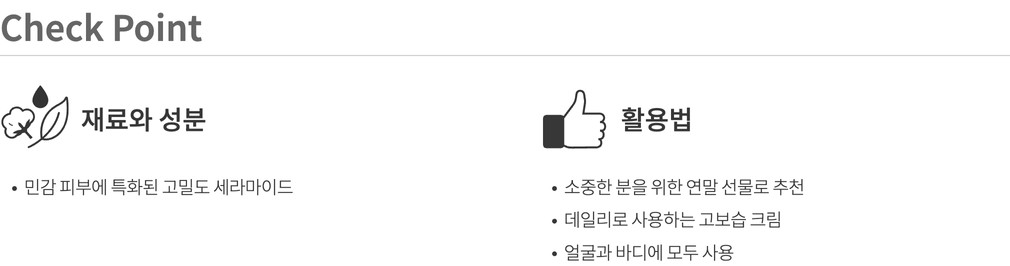 Check Point
재료와 성분
• 민감 피부에 특화된 고밀도 세라마이드
활용법
• 소중한 분을 위한 연말 선물로 추천
• 데일리로 사용하는 고보습 크림
• 얼굴과 바디에 모두 사용